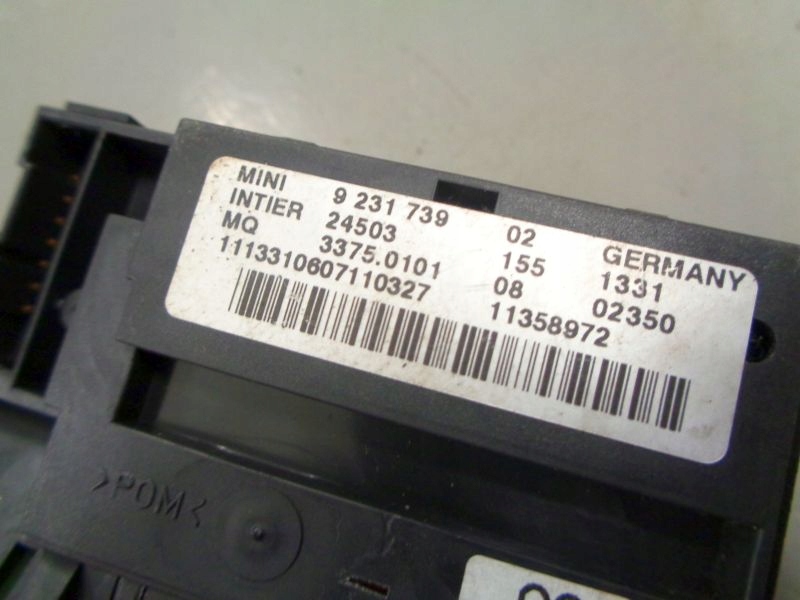 MINI 9 231 739 02 GERMANY
INTIER 24503 155 1331
MQ 3375.0101 08 02350
1113310607110327 11358972
>POM<